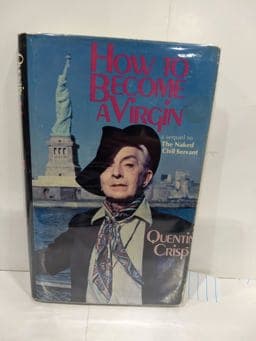 HOW TO
BECOME
A VIRGIN
a sequel to
The Naked
Civil Servant
QUENTIN
CRISP